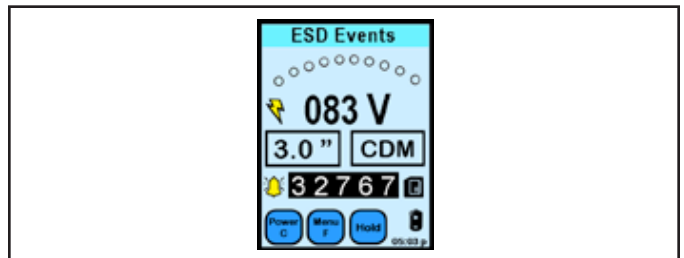 ESD Events
083 V
3.0 " CDM
32767
Power Menu Hold
C F
05:03 p